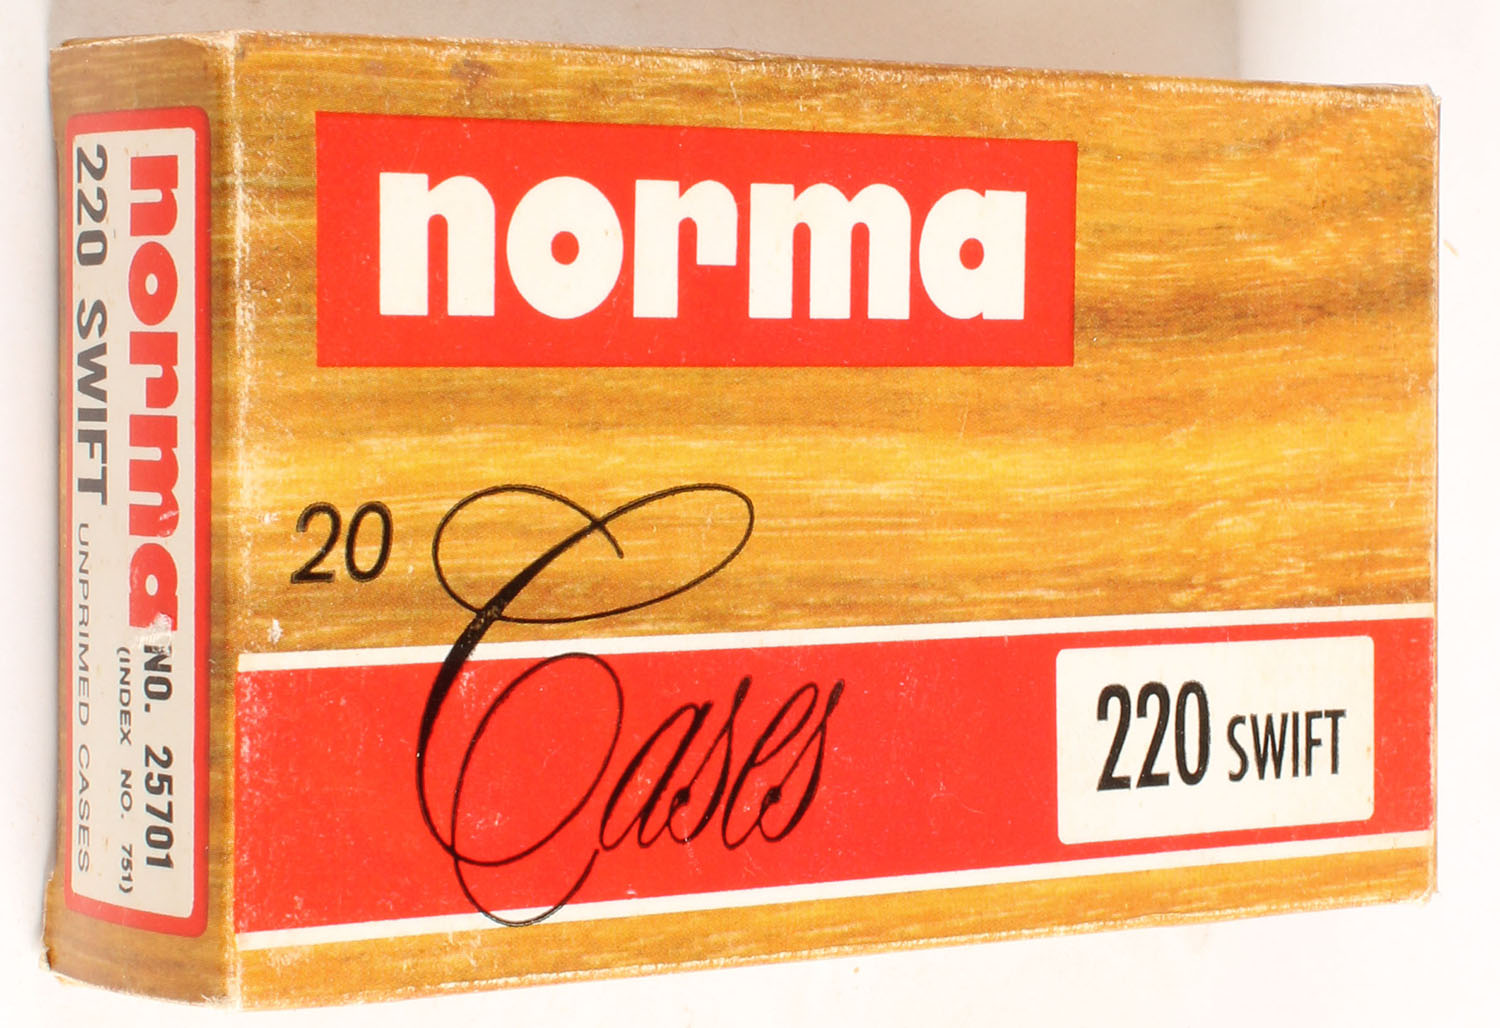 norma
20 Cases
220 SWIFT
norma NO. 25701
(INDEX NO. 751)
220 SWIFT UNPRIMED CASES